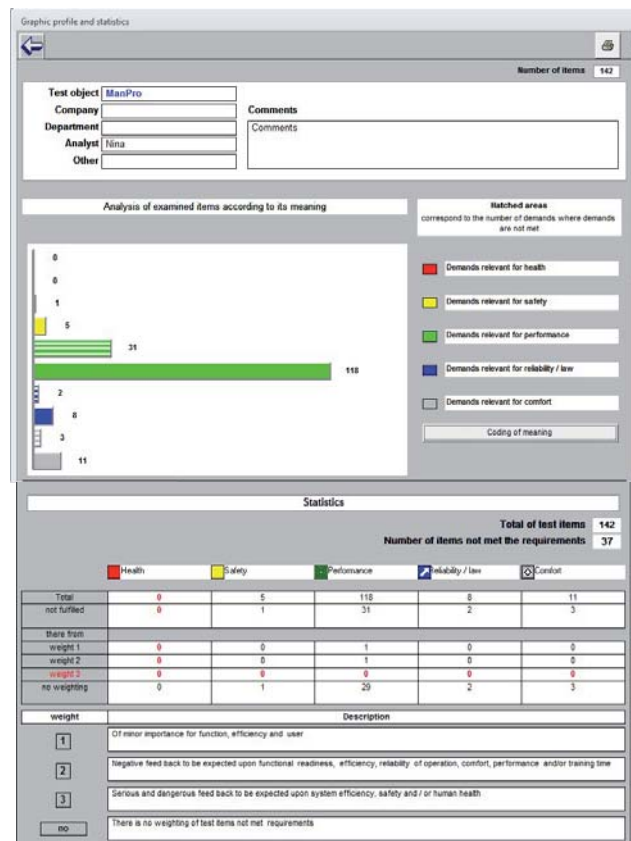 Graphic profile and statistics
Number of items 142
Test object ManPro
Company
Department
Analyst Nina
Other
Comments
Comments
Analysis of examined items according to its meaning
Hatched areas
correspond to the number of demands where demands
are not met
0
0
1
5
31
118
2
8
3
11
Demands relevant for health
Demands relevant for safety
Demands relevant for performance
Demands relevant for reliability / law
Demands relevant for comfort
Coding of meaning
Statistics
Total of test items 142
Number of items not met the requirements 37
Health Safety Performance Reliability / law Comfort
Total 0 5 118 8 11
not fulfilled 0 1 31 2 3
there from
weight 1 0 0 1 0 0
weight 2 0 0 1 0 0
weight 3 0 0 0 0 0
no weighting 0 1 29 2 3
weight Description
1 Of minor importance for function, efficiency and user
2 Negative feed back to be expected upon functional readiness, efficiency, reliability of operation, comfort, performance and/or training time
3 Serious and dangerous feed back to be expected upon system efficiency, safety and / or human health
no There is no weighting of test items not met requirements